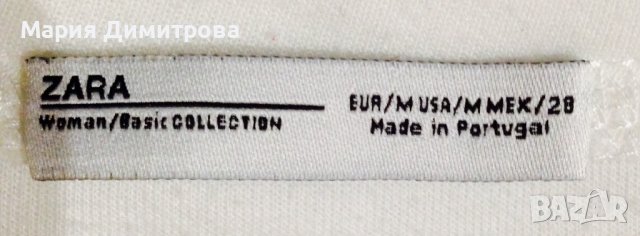 Мария Димитрова
ZARA
Woman/Basic COLLECTION
EUR/M USA/M MEX/28
Made in Portugal
BAZAR